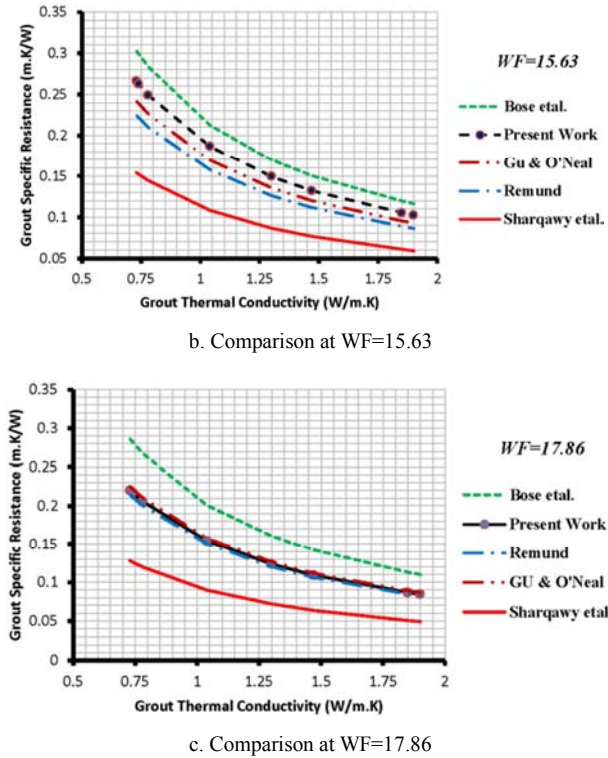 0.35
0.3
0.25
0.2
0.15
0.1
0.05
Grout Specific Resistance (m.K/W)
0.5 0.75 1 1.25 1.5 1.75 2
Grout Thermal Conductivity (W/m.K)
WF=15.63
Bose etal.
Present Work
Gu & O'Neal
Remund
Sharqawy etal.
b. Comparison at WF=15.63
0.35
0.3
0.25
0.2
0.15
0.1
0.05
0
Grout Specific Resistance (m.K/W)
0.5 0.75 1 1.25 1.5 1.75 2
Grout Thermal Conductivity (W/m.K)
WF=17.86
Bose etal.
Present Work
Remund
GU & O'Neal
Sharqawy etal
c. Comparison at WF=17.86